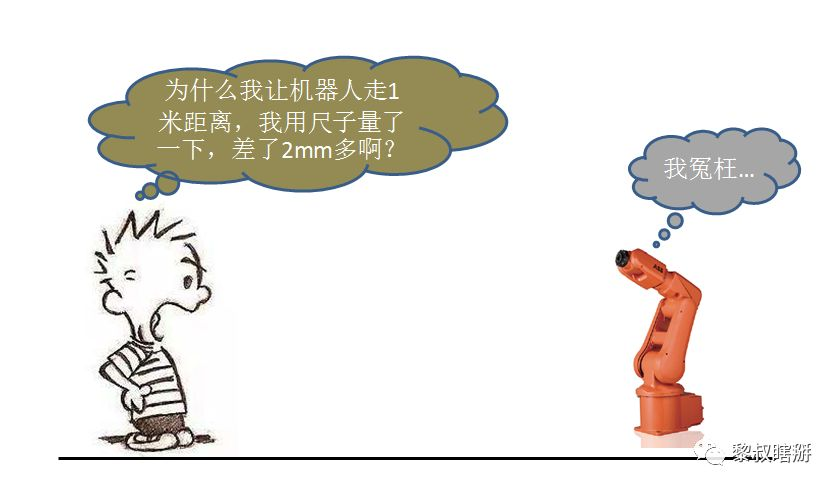 为什么我让机器人走1
米距离，我用尺子量了
一下，差了2mm多啊？
我冤枉...
ABB
黎叔瞎掰